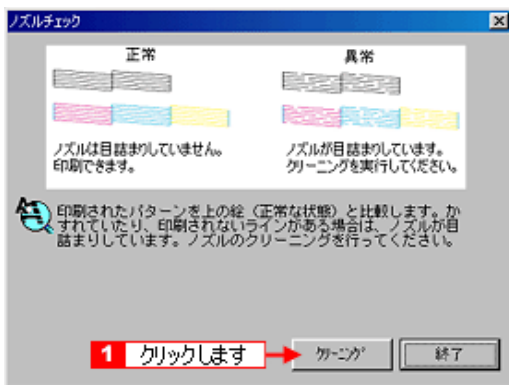 ノズルチェック
正常
異常
ノズルは目詰まりしていません。
印刷できます。
ノズルが目詰まりしています。
クリーニングを実行してください。
印刷されたパターンを上の絵（正常な状態）と比較します。か
すれていたり、印刷されないラインがある場合は、ノズルが目
詰まりしています。ノズルのクリーニングを行ってください。
1 クリックします
ｸﾘｰﾆﾝｸﾞ
終了